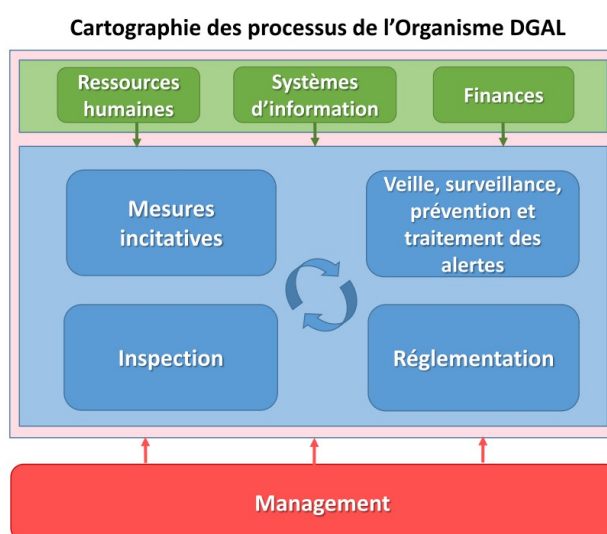 Cartographie des processus de l’Organisme DGAL
Ressources
humaines
Systèmes
d’information
Finances
Mesures
incitatives
Veille, surveillance,
prévention et
traitement des
alertes
Inspection
Réglementation
Management